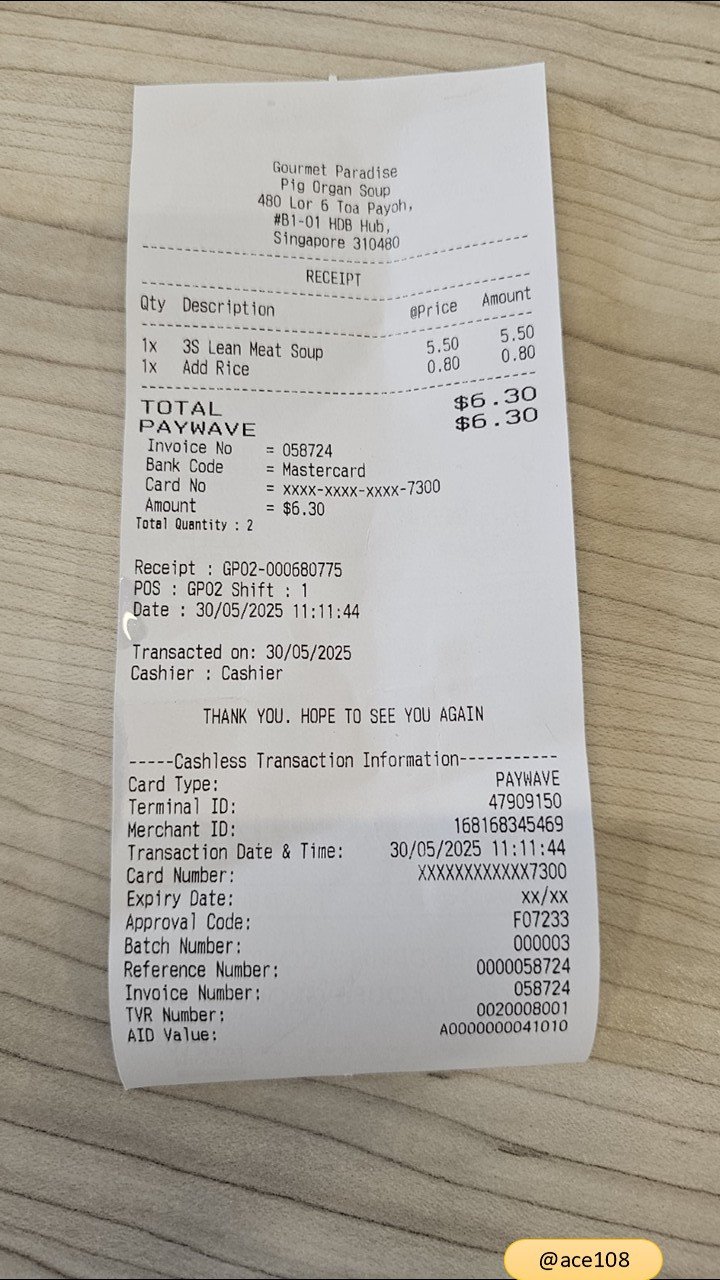 Gourmet Paradise
Pig Organ Soup
480 Lor 6 Toa Payoh,
#B1-01 HDB Hub,
Singapore 310480
RECEIPT
Qty Description @Price Amount
1x 3S Lean Meat Soup 5.50 5.50
1x Add Rice 0.80 0.80
TOTAL $6.30
PAYWAVE $6.30
Invoice No = 058724
Bank Code = Mastercard
Card No = xxxx-xxxx-xxxx-7300
Amount = $6.30
Total Quantity : 2
Receipt : GP02-000680775
POS : GP02 Shift : 1
Date : 30/05/2025 11:11:44
Transacted on: 30/05/2025
Cashier : Cashier
THANK YOU. HOPE TO SEE YOU AGAIN
-----Cashless Transaction Information-----------
Card Type: PAYWAVE
Terminal ID: 47909150
Merchant ID: 168168345469
Transaction Date & Time: 30/05/2025 11:11:44
Card Number: XXXXXXXXXXXX7300
Expiry Date: xx/xx
Approval Code: F07233
Batch Number: 000003
Reference Number: 0000058724
Invoice Number: 058724
TVR Number: 0020008001
AID Value: A0000000041010
@ace108